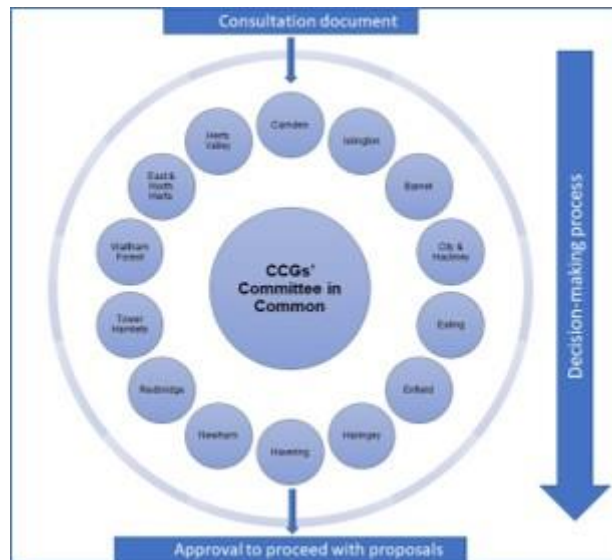 Consultation document
Camden
Islington
Barnet
City &
Hackney
Ealing
Enfield
Haringey
Havering
Newham
Redbridge
Tower
Hamlets
Waltham
Forest
East &
North
Herts
Herts
Valley
CCGs'
Committee in
Common
Decision-making process
Approval to proceed with proposals